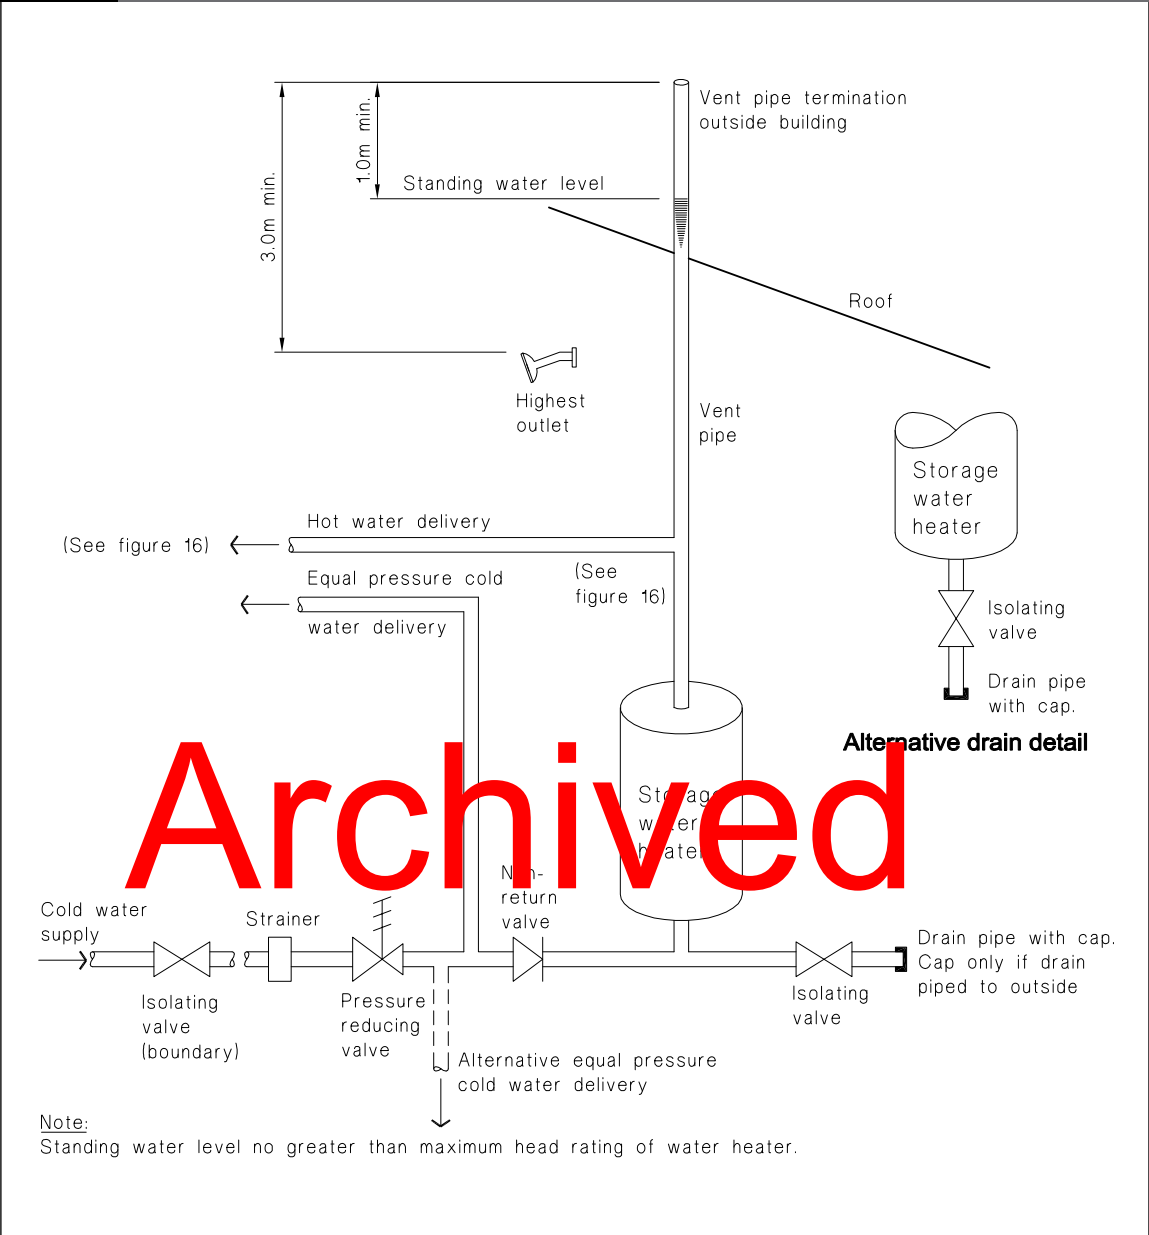 Vent pipe termination
outside building
1.0m min.
3.0m min.
Standing water level
Roof
Highest
outlet
Vent
pipe
Storage
water
heater
Hot water delivery
(See figure 16)
(See
figure 16)
Equal pressure cold
water delivery
Isolating
valve
Drain pipe
with cap.
Alternative drain detail
Archived
Storage
water
heater
Non-
return
valve
Cold water
supply
Strainer
Drain pipe with cap.
Cap only if drain
piped to outside
Isolating
valve
(boundary)
Pressure
reducing
valve
Isolating
valve
Alternative equal pressure
cold water delivery
Note:
Standing water level no greater than maximum head rating of water heater.